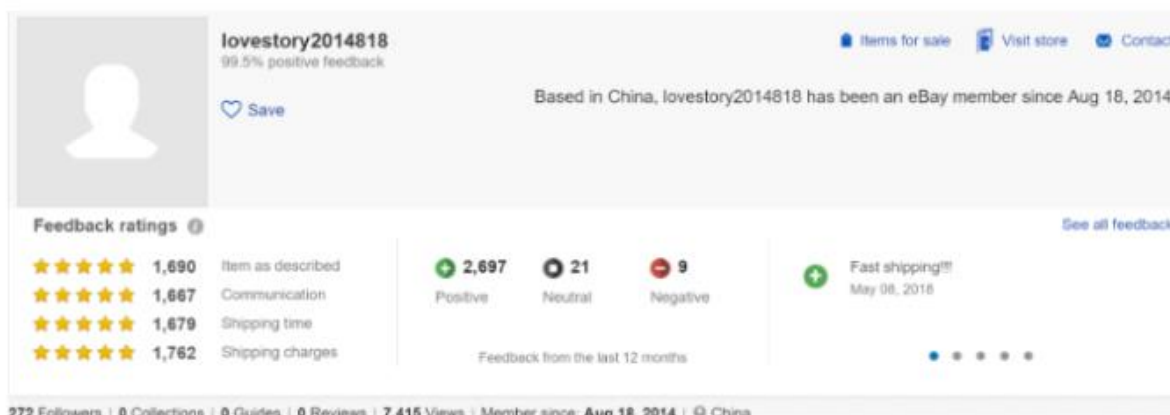 lovestory2014818
99.5% positive feedback
Save
Items for sale Visit store Contact
Based in China, lovestory2014818 has been an eBay member since Aug 18, 2014
Feedback ratings
See all feedback
1,690 Item as described
1,667 Communication
1,679 Shipping time
1,762 Shipping charges
2,697 21 9
Positive Neutral Negative
Feedback from the last 12 months
Fast shipping!!!!
May 08, 2018
272 Followers | 0 Collections | 0 Guides | 0 Reviews | 7,415 Views | Member since: Aug 18, 2014 | China